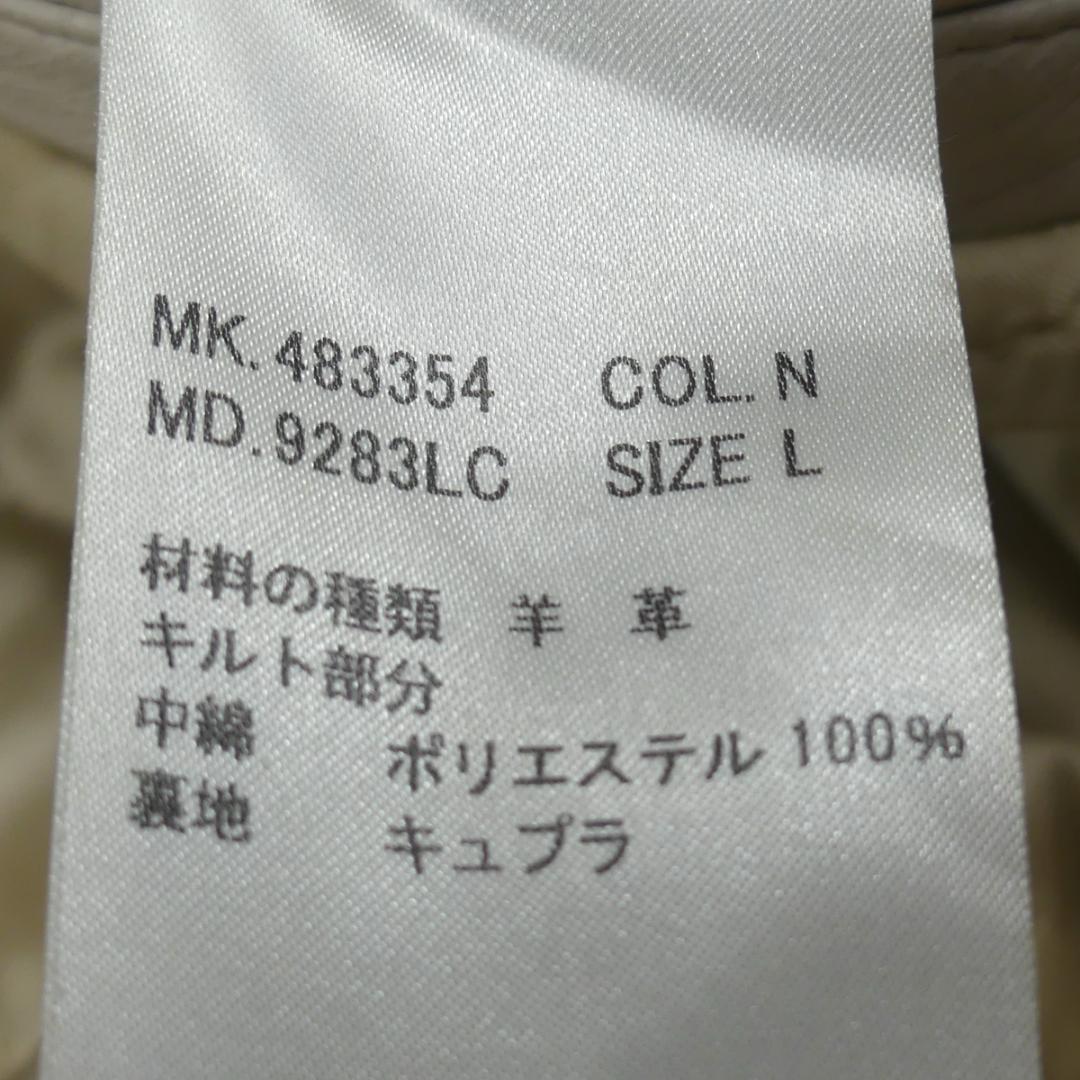 MK.483354 COL.N
MD.9283LC SIZE L
材料の種類 羊 革
キルト部分
中綿 ポリエステル 100%
裏地 キュプラ